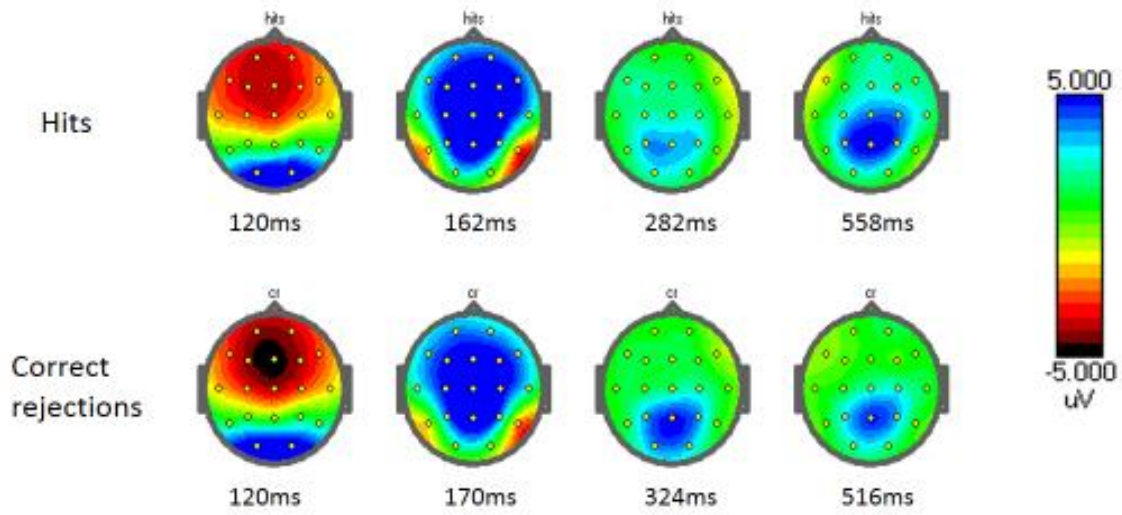 hits hits hits hits
Hits
5.000
120ms 162ms 282ms 558ms
cr cr cr cr
Correct
rejections
-5.000
uV
120ms 170ms 324ms 516ms